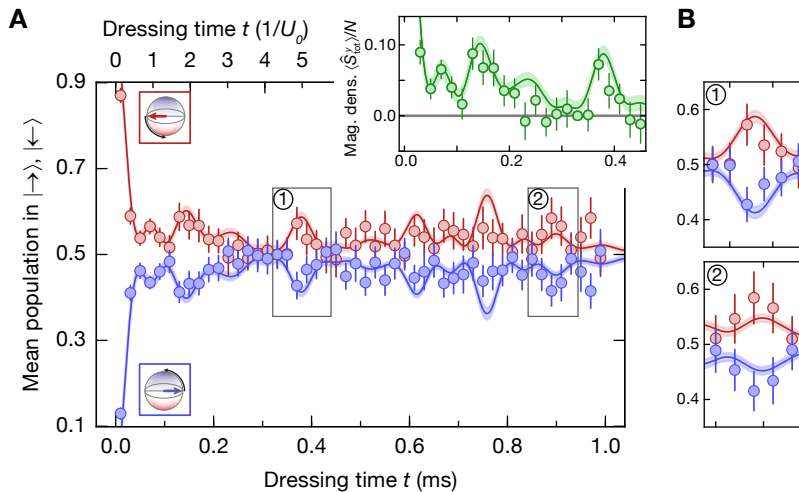 A
Dressing time t (1/U₀)
0 1 2 3 4 5
Mean population in |→⟩, |←⟩
0.9
0.7
0.5
0.3
0.1
1
2
0.0 0.2 0.4 0.6 0.8 1.0
Dressing time t (ms)
Mag. dens. ⟨Ŝʸtot⟩/N
0.10
0.0
0.0 0.2 0.4
B
1
0.6
0.5
0.4
2
0.6
0.5
0.4